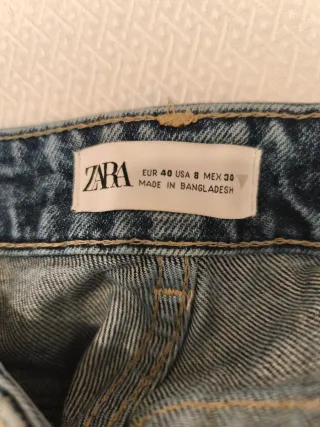 ZARA
EUR 40 USA 8 MEX 30
MADE IN BANGLADESH